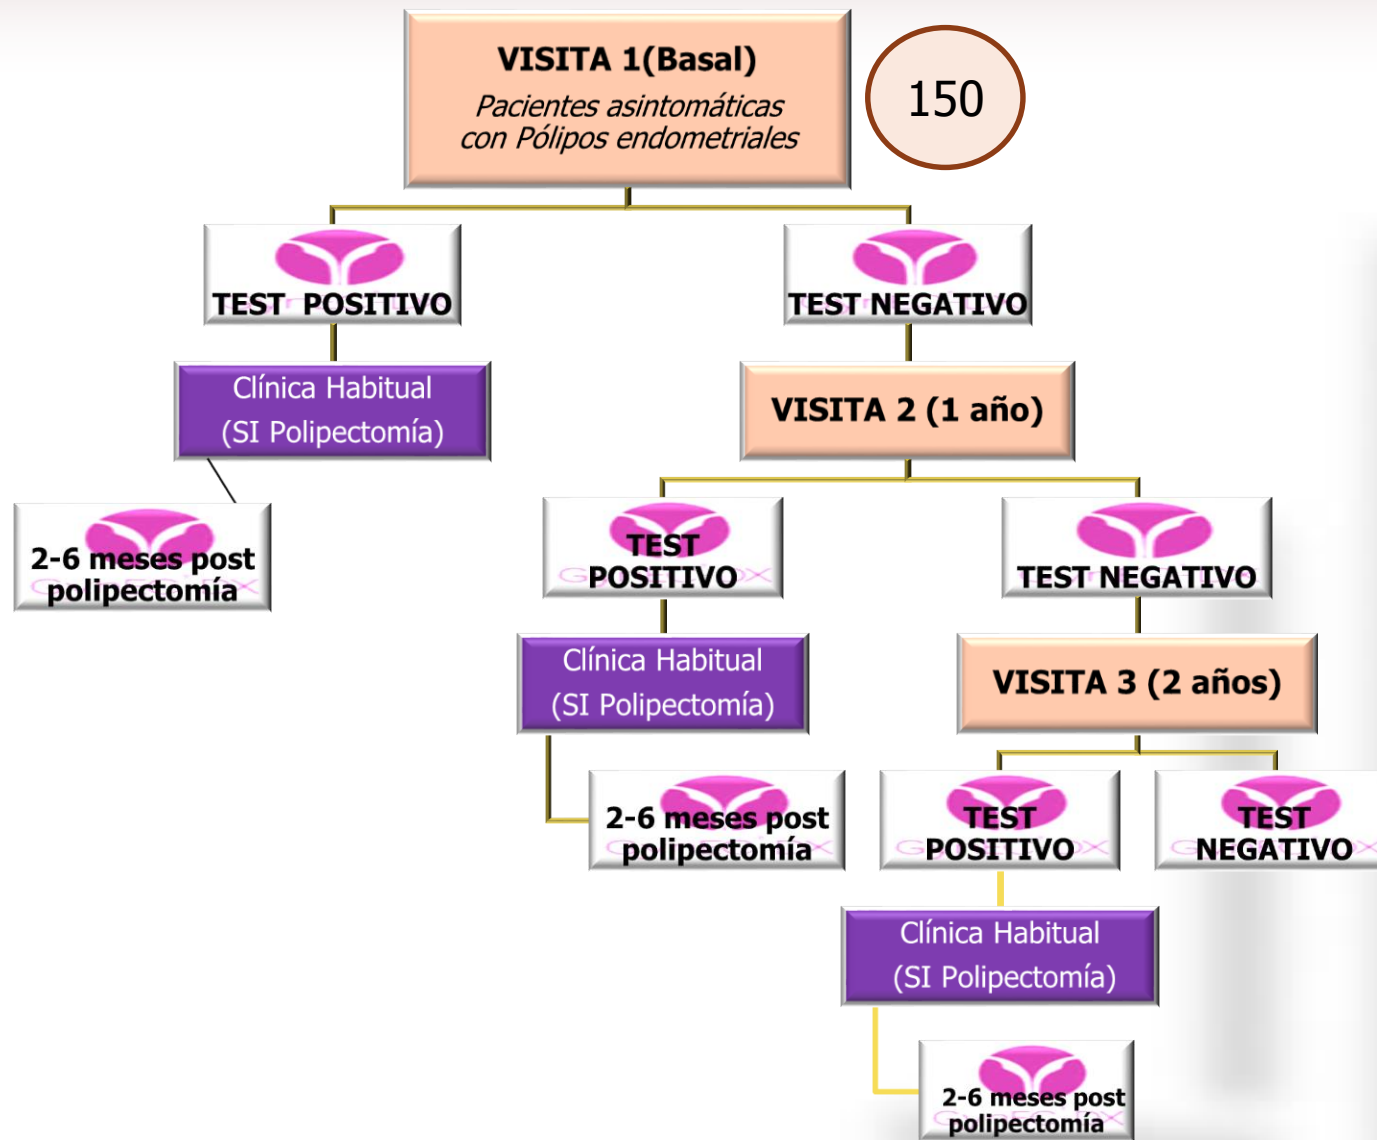 VISITA 1(Basal)
Pacientes asintomáticas
con Pólipos endometriales
150
TEST POSITIVO
TEST NEGATIVO
Clínica Habitual
(SI Polipectomía)
VISITA 2 (1 año)
2-6 meses post
polipectomía
TEST
POSITIVO
TEST NEGATIVO
Clínica Habitual
(SI Polipectomía)
VISITA 3 (2 años)
2-6 meses post
polipectomía
TEST
POSITIVO
TEST
NEGATIVO
Clínica Habitual
(SI Polipectomía)
2-6 meses post
polipectomía